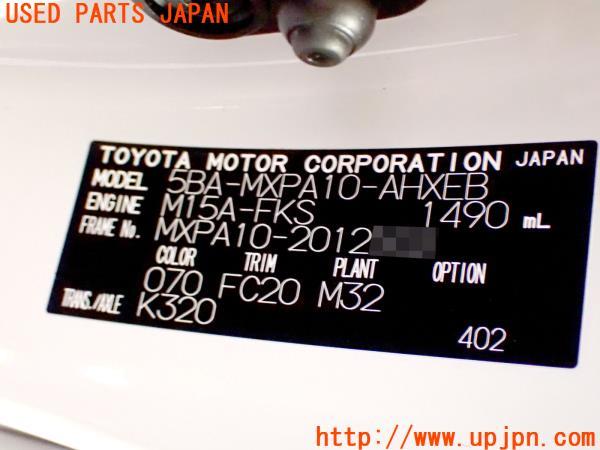 USED PARTS JAPAN
TOYOTA MOTOR CORPORATION JAPAN
MODEL 5BA-MXPA10-AHXEB
ENGINE M15A-FKS 1490 mL
FRAME No. MXPA10-2012
COLOR TRIM PLANT OPTION
070 FC20 M32
TRANS./AXLE K320
402
http://www.upjpn.com/